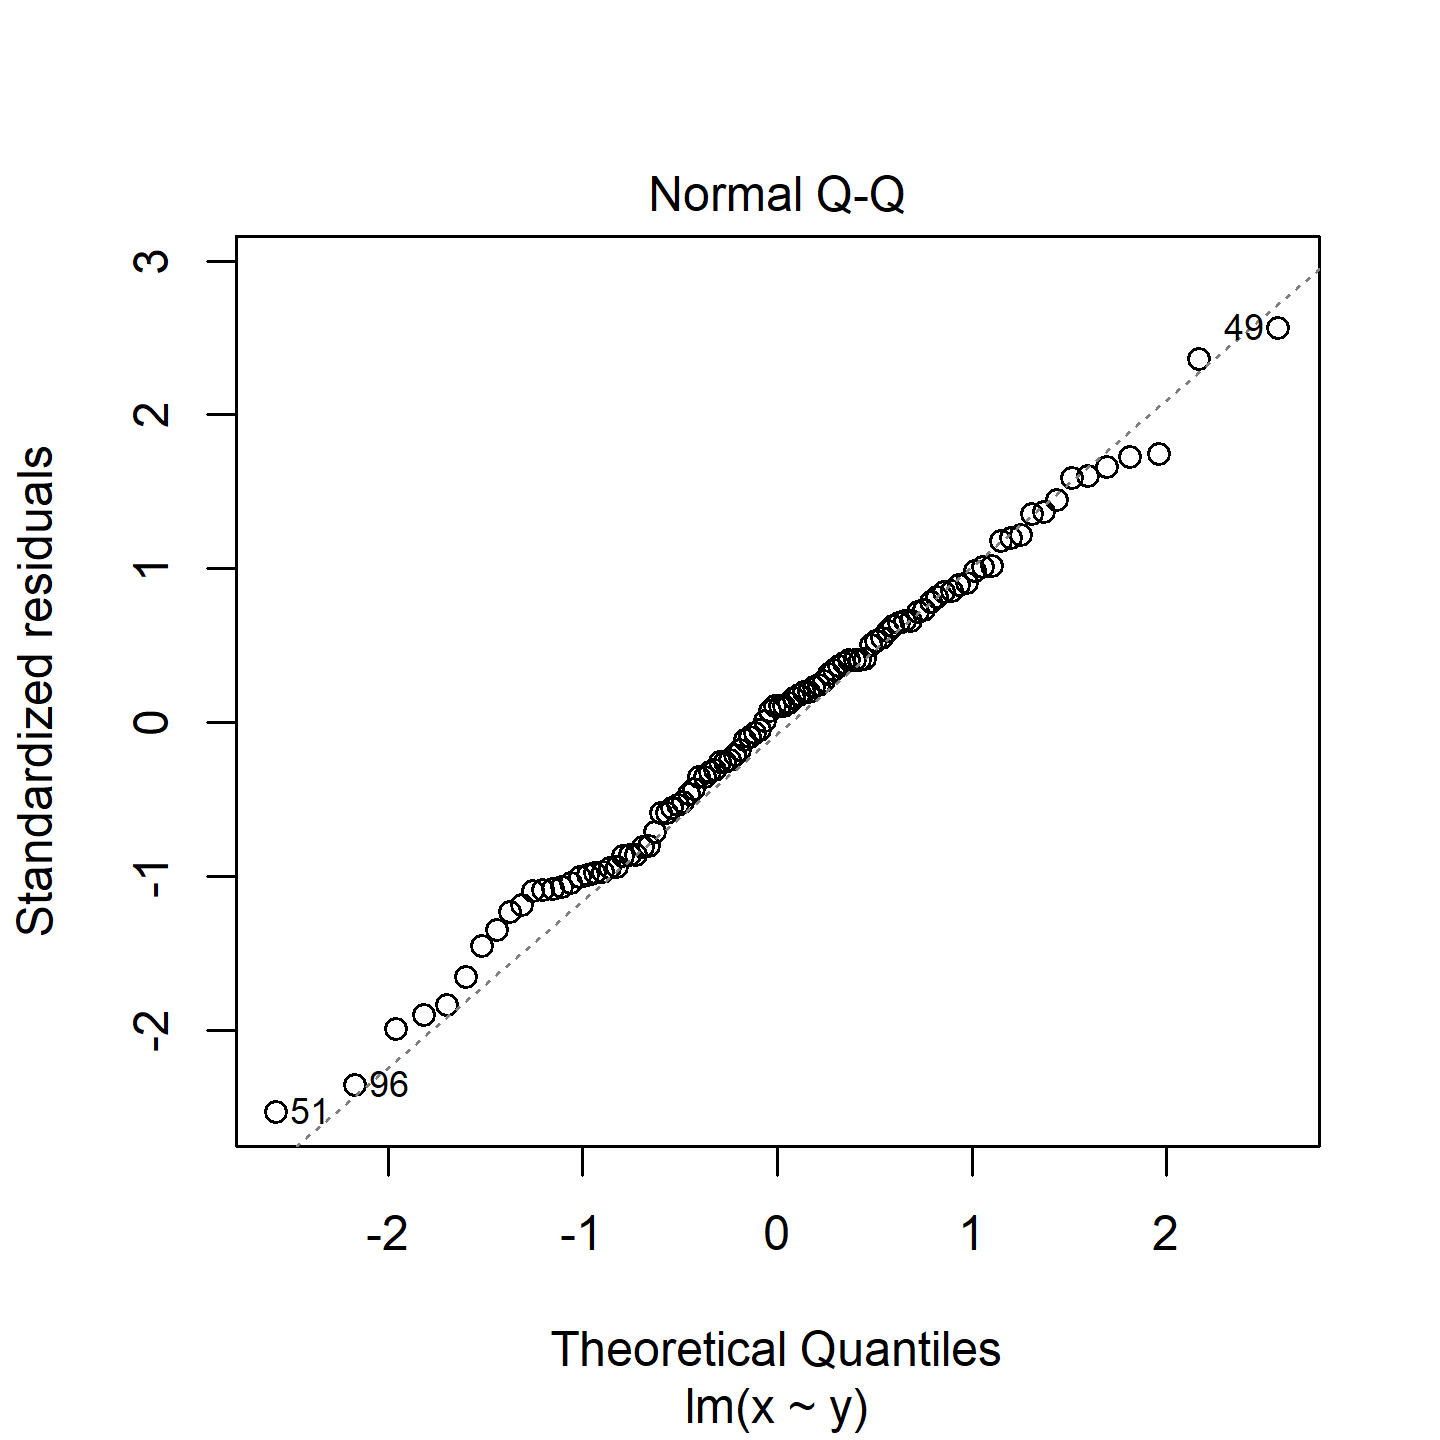 Normal Q-Q
Standardized residuals
3
2
1
0
-1
-2
49
96
51
-2 -1 0 1 2
Theoretical Quantiles
lm(x ~ y)